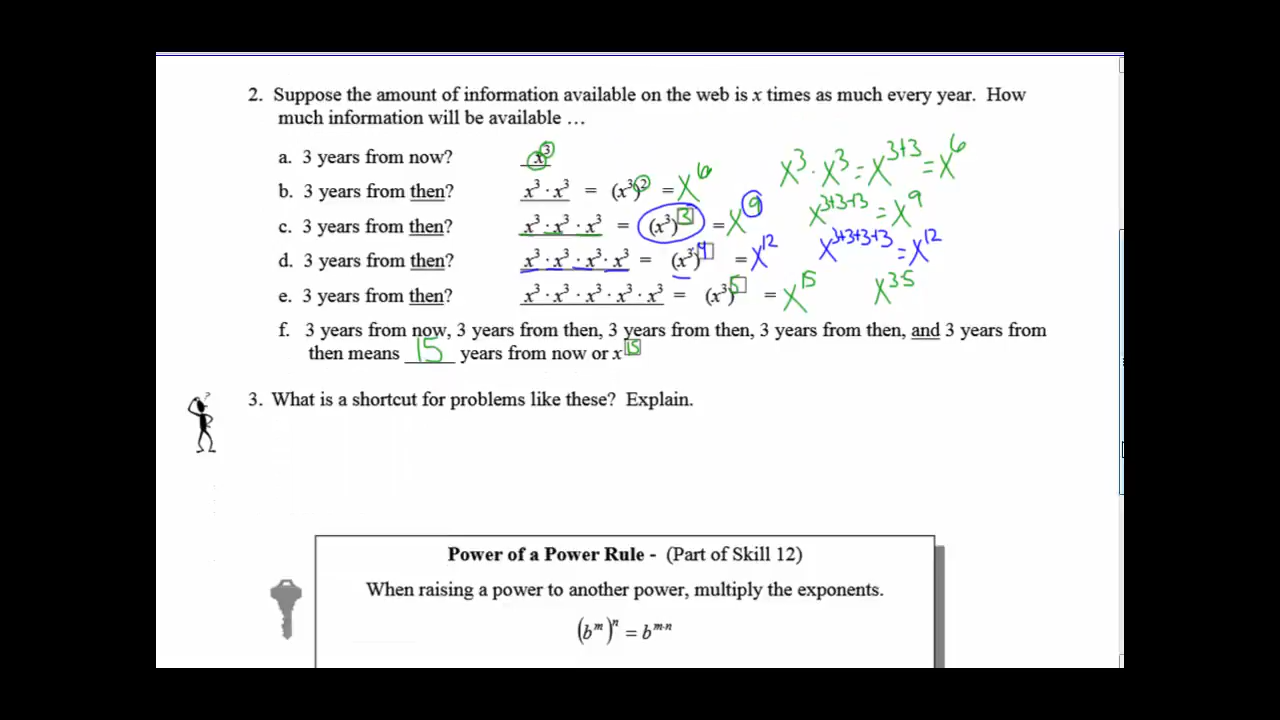 2. Suppose the amount of information available on the web is x times as much every year. How
much information will be available …
a. 3 years from now? x³ x³ · x³ = x³⁺³ = x⁶
b. 3 years from then? x³ · x³ = (x³)² = x⁶ x³⁺³⁺³ = x⁹
c. 3 years from then? x³ · x³ · x³ = (x³)³ = x⁹
d. 3 years from then? x³ · x³ · x³ · x³ = (x³)⁴ = x¹² x³⁺³⁺³⁺³ = x¹²
e. 3 years from then? x³ · x³ · x³ · x³ · x³ = (x³)⁵ = x¹⁵ x³·⁵
f. 3 years from now, 3 years from then, 3 years from then, 3 years from then, and 3 years from
then means 15 years from now or x¹⁵
3. What is a shortcut for problems like these? Explain.
Power of a Power Rule - (Part of Skill 12)
When raising a power to another power, multiply the exponents.
(bᵐ)ⁿ = bᵐ·ⁿ